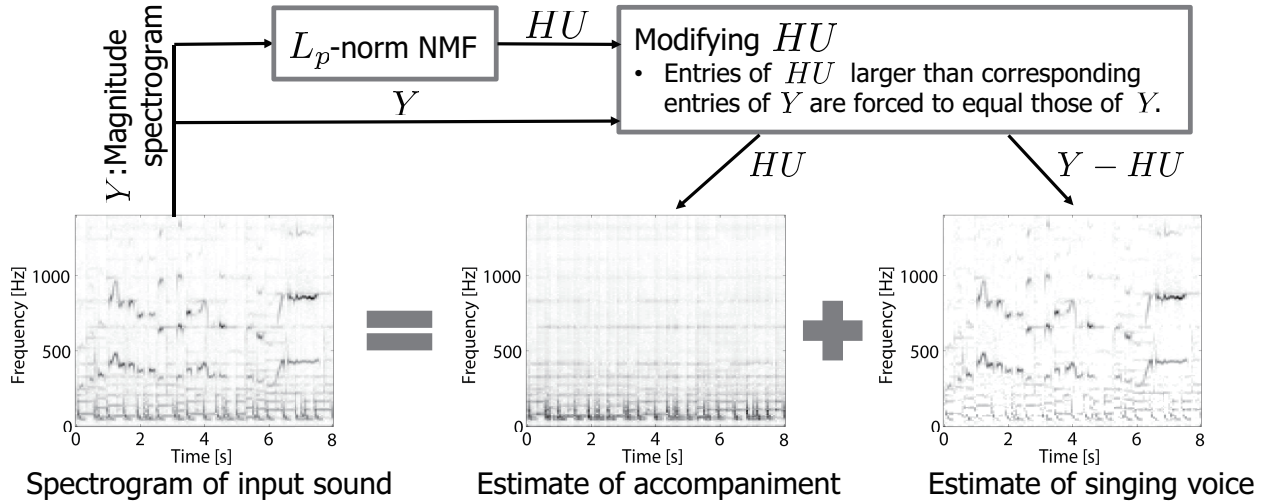 Y:Magnitude
spectrogram
L_p-norm NMF
HU
Y
Modifying HU
• Entries of HU larger than corresponding
entries of Y are forced to equal those of Y.
HU
Y − HU
Frequency [Hz]
1000
500
0
0 2 4 6 8
Time [s]
Spectrogram of input sound
Frequency [Hz]
1000
500
0
0 2 4 6 8
Time [s]
Estimate of accompaniment
Frequency [Hz]
1000
500
0
0 2 4 6 8
Time [s]
Estimate of singing voice